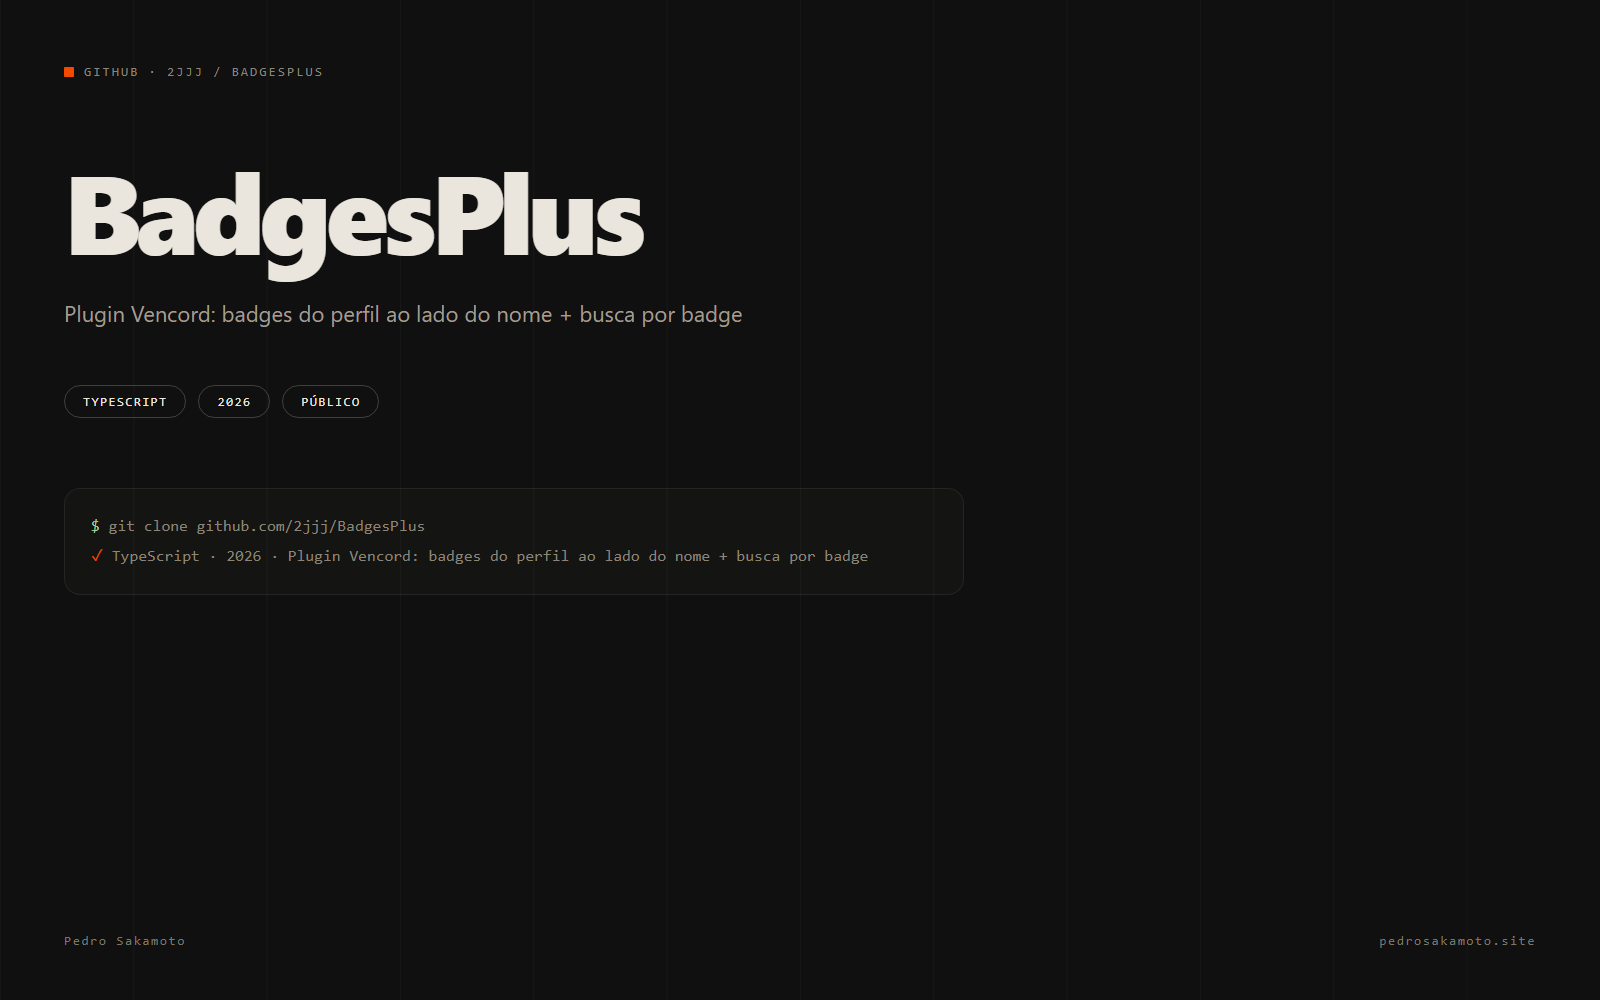 GITHUB · 2JJJ / BADGESPLUS
BadgesPlus
Plugin Vencord: badges do perfil ao lado do nome + busca por badge
TYPESCRIPT 2026 PÚBLICO
$ git clone github.com/2jjj/BadgesPlus
✓ TypeScript · 2026 · Plugin Vencord: badges do perfil ao lado do nome + busca por badge
Pedro Sakamoto pedrosakamoto.site